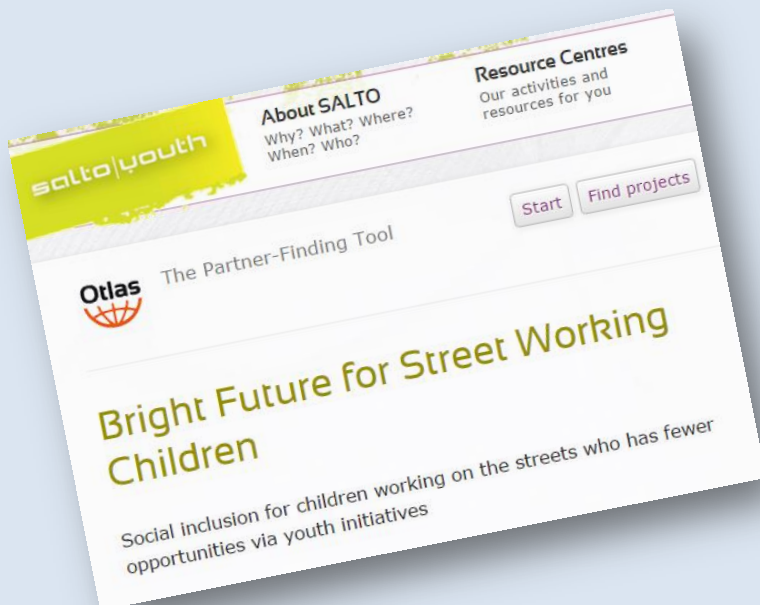 salto|youth
About SALTO
Why? What? Where?
When? Who?
Resource Centres
Our activities and
resources for you
Start
Find projects
Otlas
The Partner-Finding Tool
Bright Future for Street Working
Children
Social inclusion for children working on the streets who has fewer
opportunities via youth initiatives